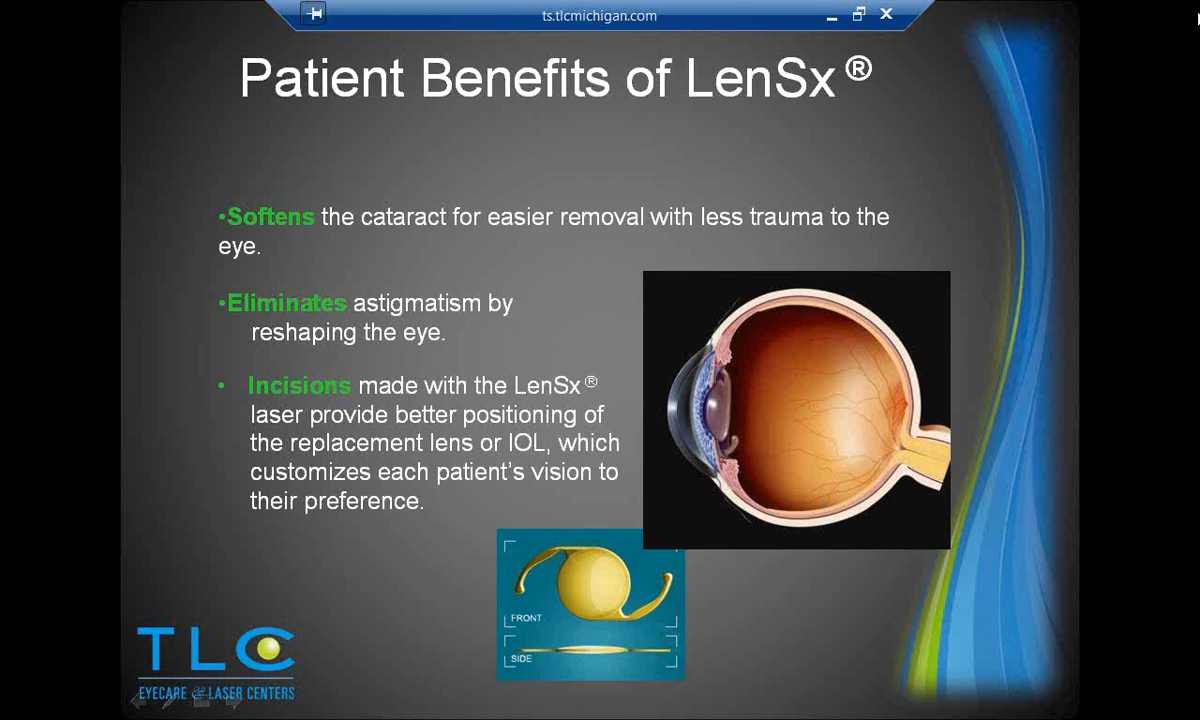 ts.tlcmichigan.com
Patient Benefits of LenSx®
•Softens the cataract for easier removal with less trauma to the
eye.
•Eliminates astigmatism by
reshaping the eye.
• Incisions made with the LenSx®
laser provide better positioning of
the replacement lens or IOL, which
customizes each patient's vision to
their preference.
FRONT
SIDE
TLC
EYECARE & LASER CENTERS